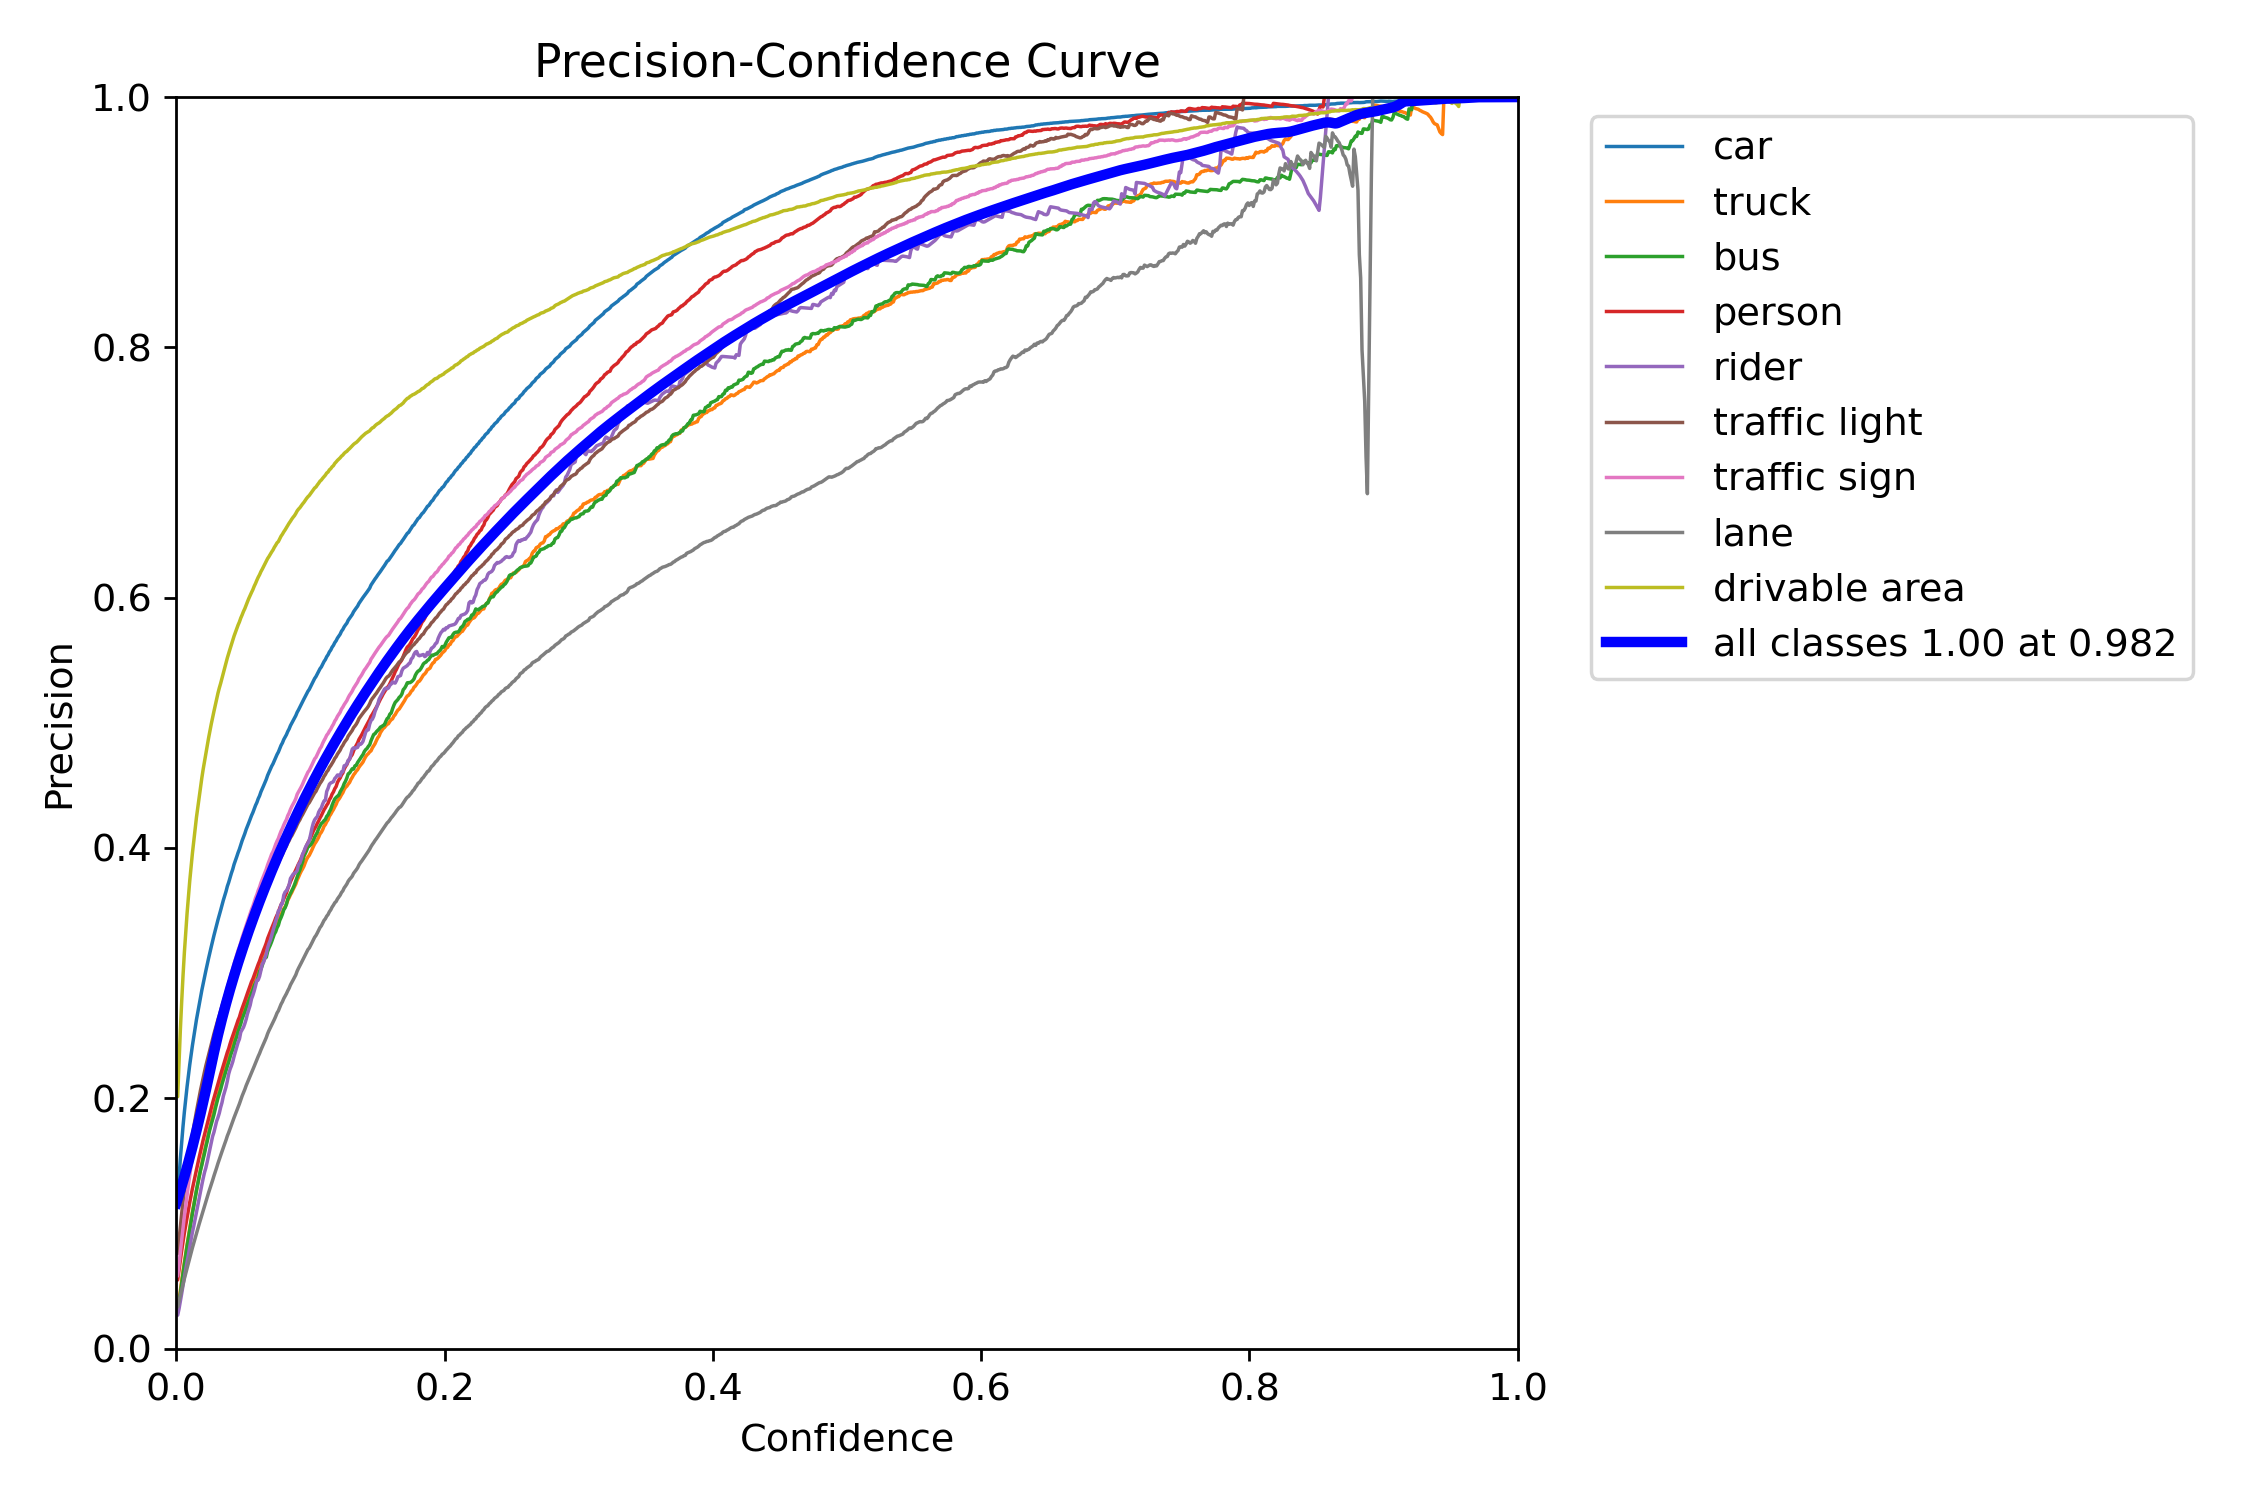 Precision-Confidence Curve
1.0
0.8
0.6
0.4
0.2
0.0
Precision
0.0 0.2 0.4 0.6 0.8 1.0
Confidence
car
truck
bus
person
rider
traffic light
traffic sign
lane
drivable area
all classes 1.00 at 0.982